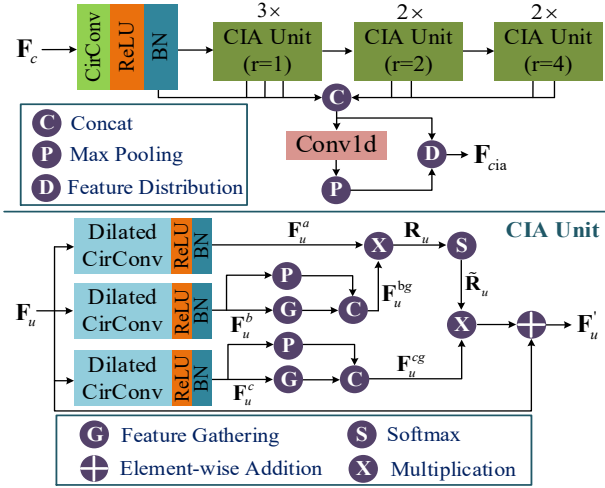 3× 2× 2×
F_c CirConv ReLU BN CIA Unit (r=1) CIA Unit (r=2) CIA Unit (r=4)
C
C Concat
P Max Pooling
D Feature Distribution
Conv1d
P
D F_cia
CIA Unit
F_u
Dilated CirConv ReLU BN F_u^a X R_u S
R̃_u
Dilated CirConv ReLU BN F_u^b P G C F_u^bg
X F_u'
Dilated CirConv ReLU BN F_u^c P G C F_u^cg
G Feature Gathering S Softmax
Element-wise Addition X Multiplication